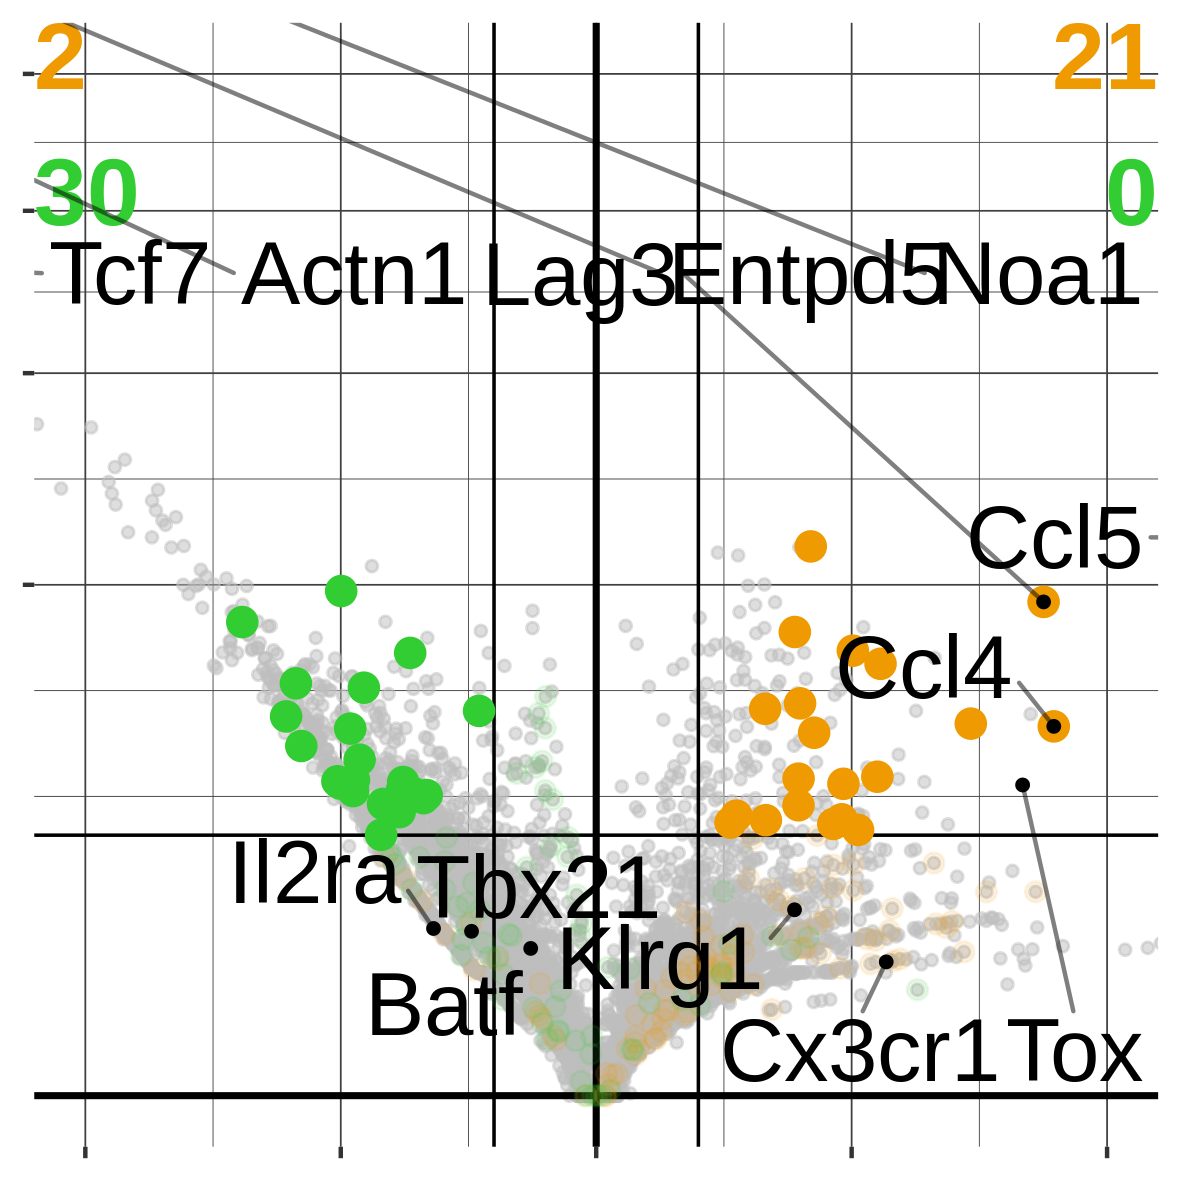 2 21
30 0
Tcf7 Actn1 Lag3 Entpd5 Noa1
Ccl5
Ccl4
Il2ra Tbx21
Klrg1
Batf
Cx3cr1 Tox